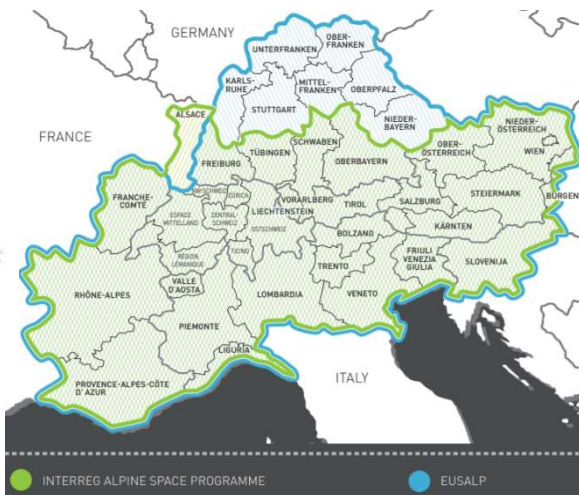 GERMANY
UNTERFRANKEN
OBER-
FRANKEN
KARLS-
RUHE
MITTEL-
FRANKEN
OBERPFALZ
STUTTGART
NIEDER-
BAYERN
ALSACE
FRANCE
FREIBURG
TÜBINGEN
SCHWABEN
OBERBAYERN
OBER-
ÖSTERREICH
NIEDER-
ÖSTERREICH
WIEN
BURGEN
FRANCHE-
COMTÉ
NW-SCHWEIZ
ZÜRICH
VORARLBERG
TIROL
SALZBURG
STEIERMARK
ESPACE
MITTELLAND
ZENTRAL
SCHWEIZ
LIECHTENSTEIN
OSTSCHWEIZ
BOLZANO
KÄRNTEN
RÉGION
LÉMANIQUE
TICINO
TRENTO
FRIULI
VENEZIA
GIULIA
SLOVENIJA
RHÔNE-ALPES
VALLE
D'AOSTA
LOMBARDIA
VENETO
PIEMONTE
LIGURIA
PROVENCE-ALPES-CÔTE
D' AZUR
ITALY
INTERREG ALPINE SPACE PROGRAMME
EUSALP